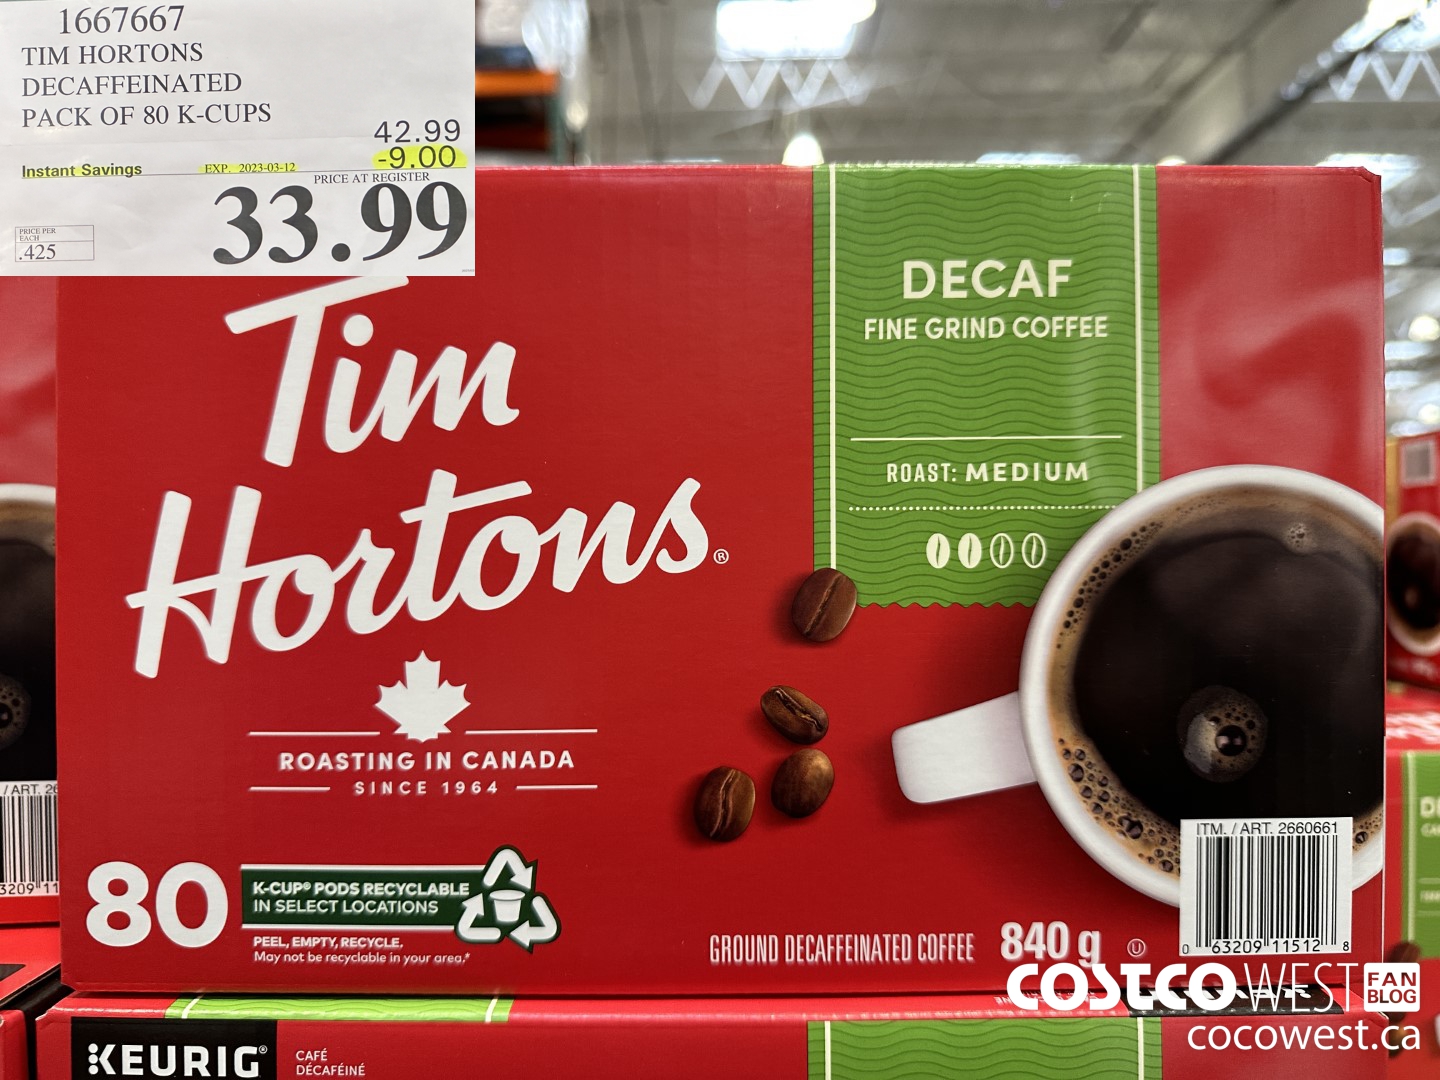 1667667
TIM HORTONS
DECAFFEINATED
PACK OF 80 K-CUPS
42.99
-9.00
Instant Savings EXP. 2023-03-12
PRICE AT REGISTER
33.99
PRICE PER
EACH
.425
Tim
Hortons®
ROASTING IN CANADA
SINCE 1964
DECAF
FINE GRIND COFFEE
ROAST: MEDIUM
80
K-CUP® PODS RECYCLABLE
IN SELECT LOCATIONS
PEEL, EMPTY, RECYCLE.
May not be recyclable in your area.*
GROUND DECAFFEINATED COFFEE 840 g
ITM. / ART. 2660661
0 63209 11512 8
/ ART. 26
63209 11
KEURIG®
CAFÉ
DÉCAFÉINÉ
COSTCO WEST FAN BLOG
cocowest.ca